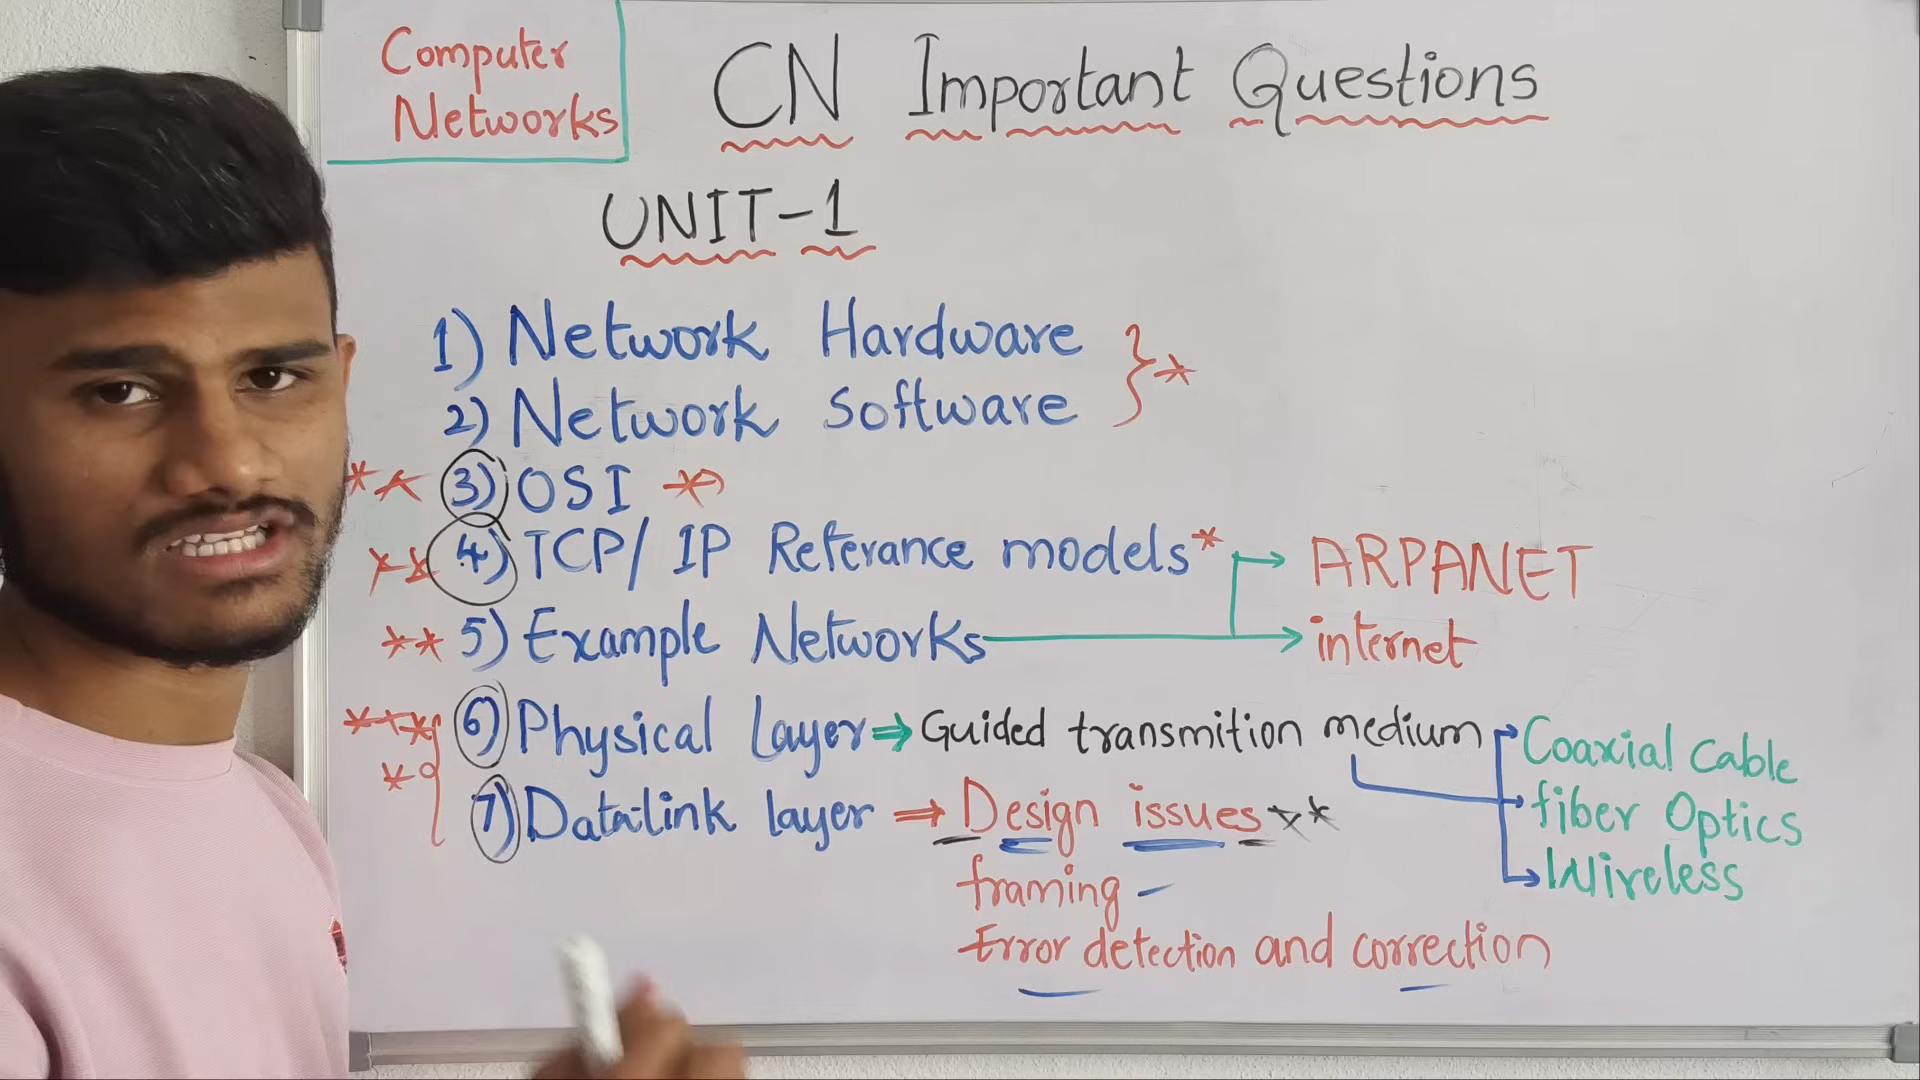 Computer
Networks
CN Important Questions
UNIT-1
1) Network Hardware } *
2) Network Software
** 3) OSI *
** 4) TCP/ IP Referance models * → ARPANET
** 5) Example Networks → internet
*** 6) Physical Layer ⇒ Guided transmition medium → Coaxial Cable
* 7) Data-link layer ⇒ Design issues ** → fiber Optics
→ Wireless
framing -
Error detection and correction